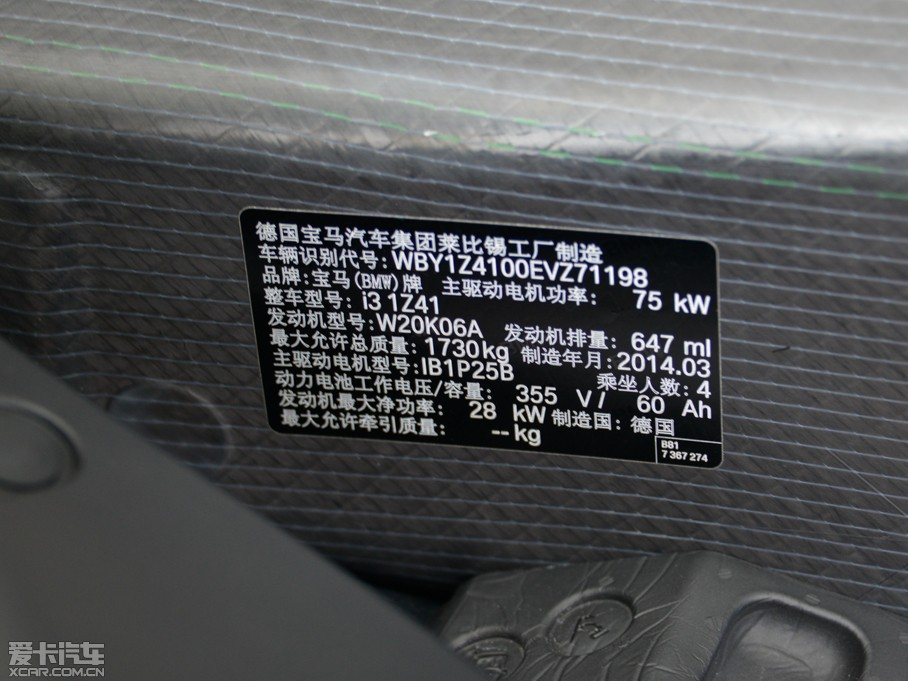 德国宝马汽车集团莱比锡工厂制造
车辆识别代号:WBY1Z4100EVZ71198
品牌:宝马(BMW)牌 主驱动电机功率: 75 kW
整车型号:i3 1Z41
发动机型号:W20K06A 发动机排量: 647 ml
最大允许总质量: 1730kg 制造年月:2014.03
主驱动电机型号:IB1P25B 乘坐人数:4
动力电池工作电压/容量: 355 V/ 60 Ah
发动机最大净功率: 28 kW 制造国: 德国
最大允许牵引质量: -- kg
BB1
7 367 274
爱卡汽车
XCAR.COM.CN